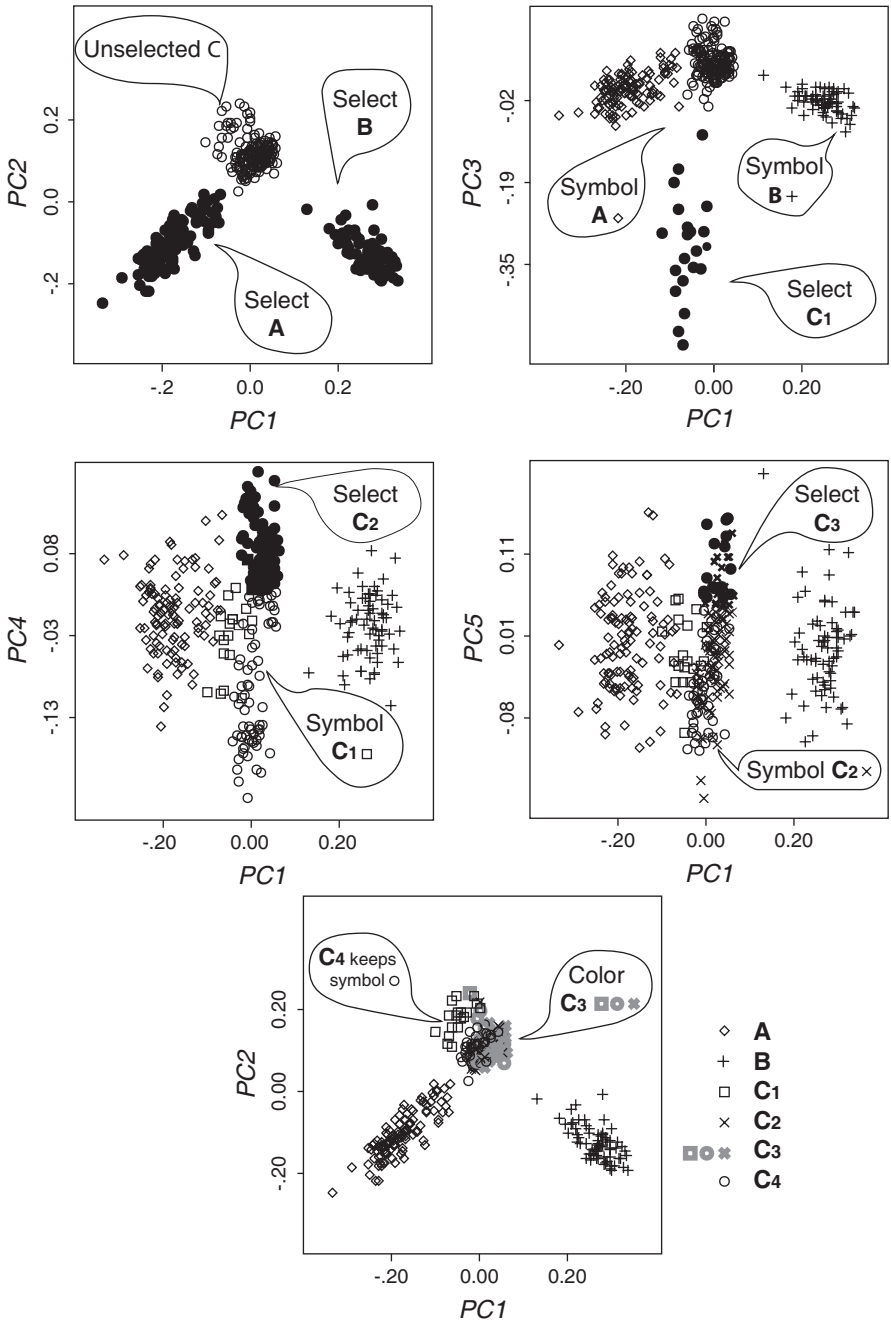 Unselected C
Select
B
Select
A
0.2
0.0
-.2
PC2
-.2
0.0
0.2
PC1
Symbol
A ◇
Symbol
B +
Select
C1
-.02
-.19
-.35
PC3
-.20
0.00
0.20
PC1
Select
C2
Symbol
C1 □
0.08
-.03
-.13
PC4
-.20
0.00
0.20
PC1
Select
C3
Symbol C2 ×
0.11
0.01
-.08
PC5
-.20
0.00
0.20
PC1
C4 keeps
symbol ○
Color
C3
0.20
0.00
-.20
PC2
-.20
0.00
0.20
PC1
◇ A
+ B
□ C1
× C2
C3
○ C4